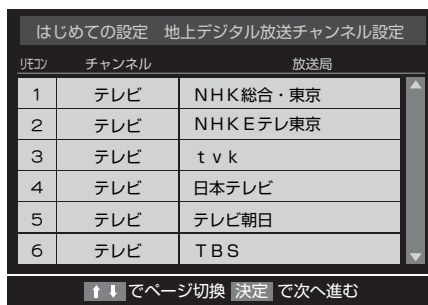 はじめての設定　地上デジタル放送チャンネル設定
リモコン　チャンネル　放送局
1　テレビ　ＮＨＫ総合・東京
2　テレビ　ＮＨＫＥテレ東京
3　テレビ　ｔｖｋ
4　テレビ　日本テレビ
5　テレビ　テレビ朝日
6　テレビ　ＴＢＳ
⬆⬇でページ切換 決定 で次へ進む